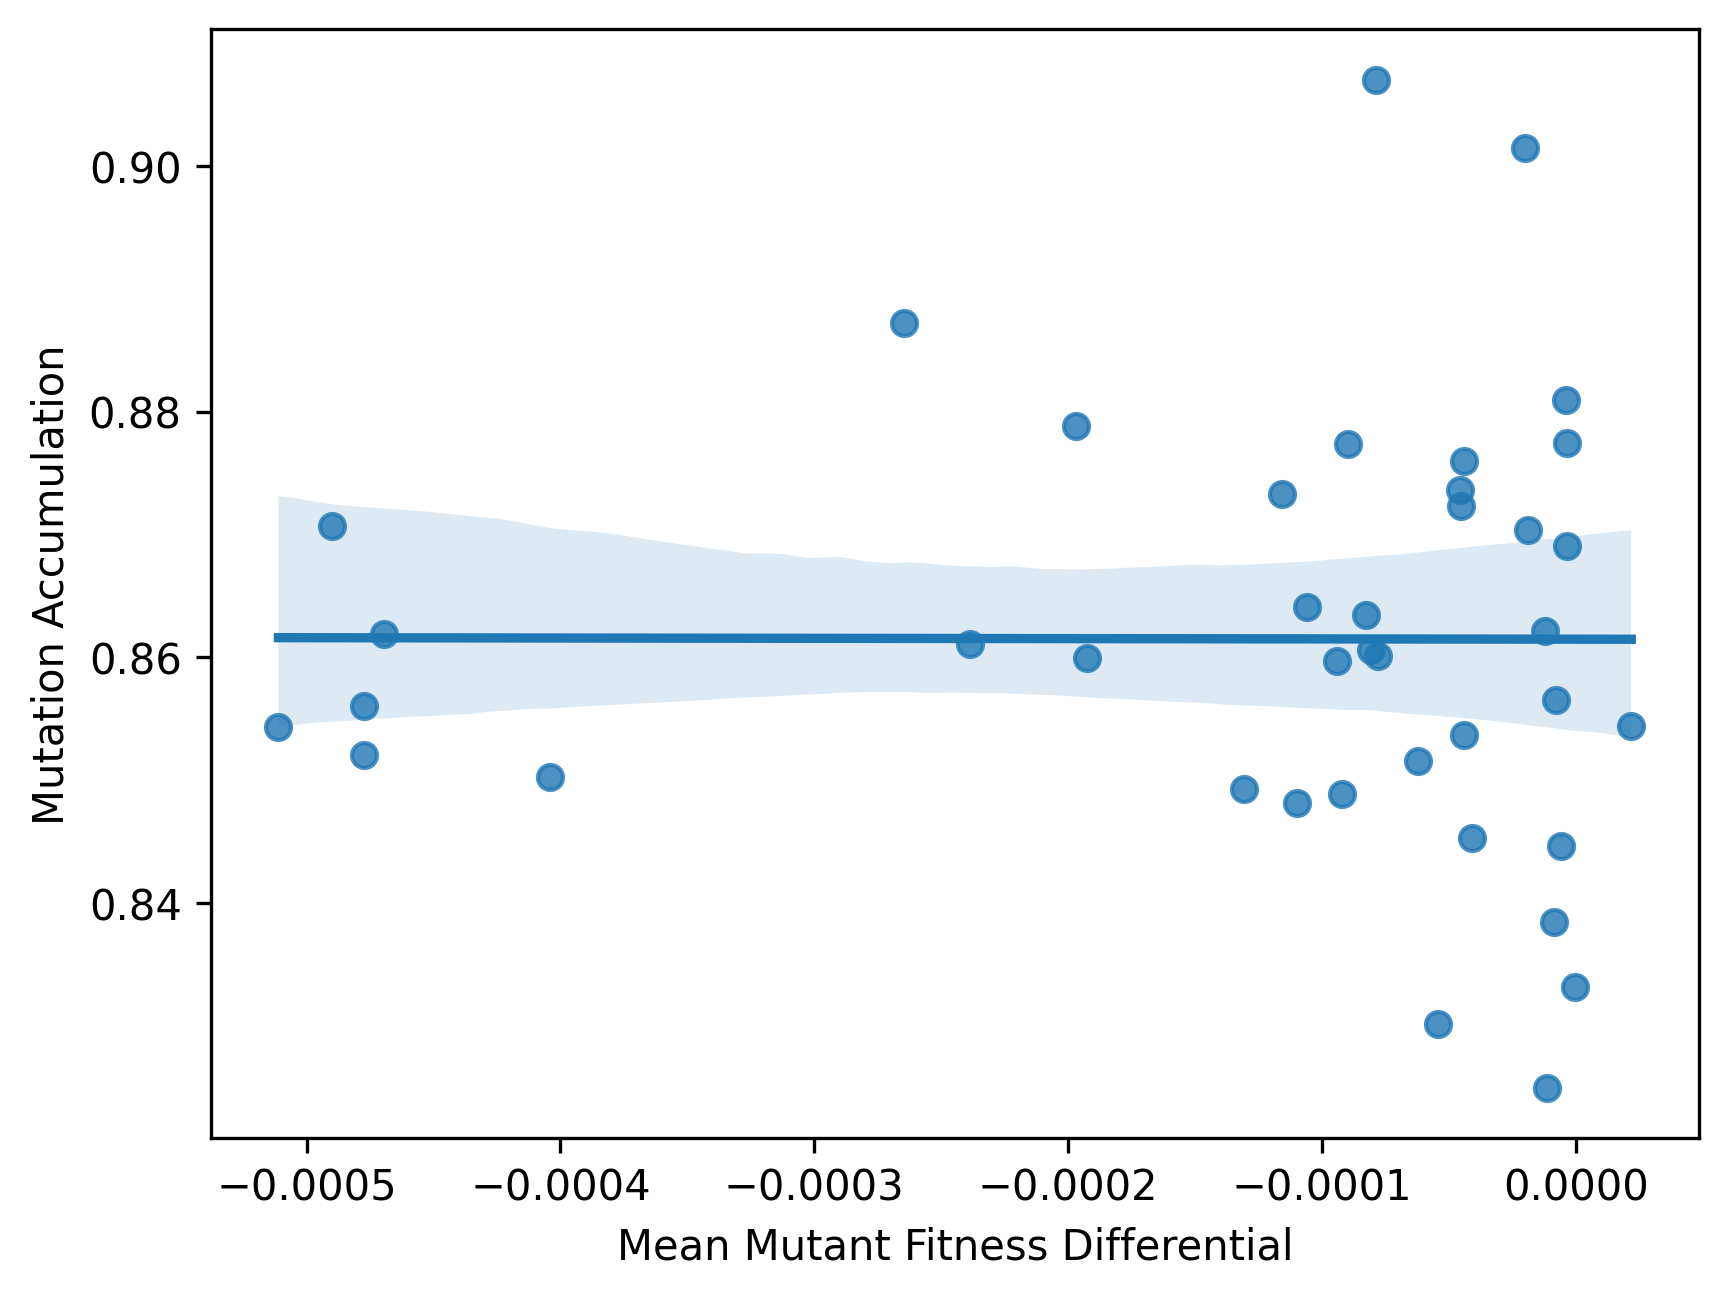 0.90
0.88
0.86
0.84
Mutation Accumulation
−0.0005 −0.0004 −0.0003 −0.0002 −0.0001 0.0000
Mean Mutant Fitness Differential